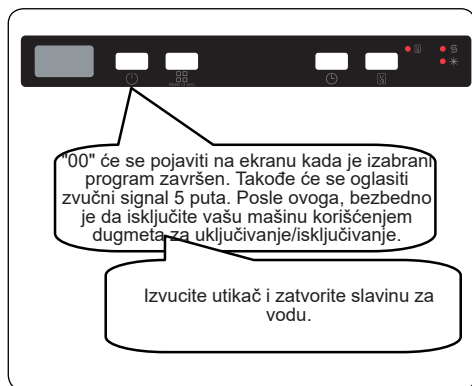 "00" će se pojaviti na ekranu kada je izabrani
program završen. Takođe će se oglasiti
zvučni signal 5 puta. Posle ovoga, bezbedno
je da isključite vašu mašinu korišćenjem
dugmeta za uključivanje/isključivanje.
Izvucite utikač i zatvorite slavinu za
vodu.